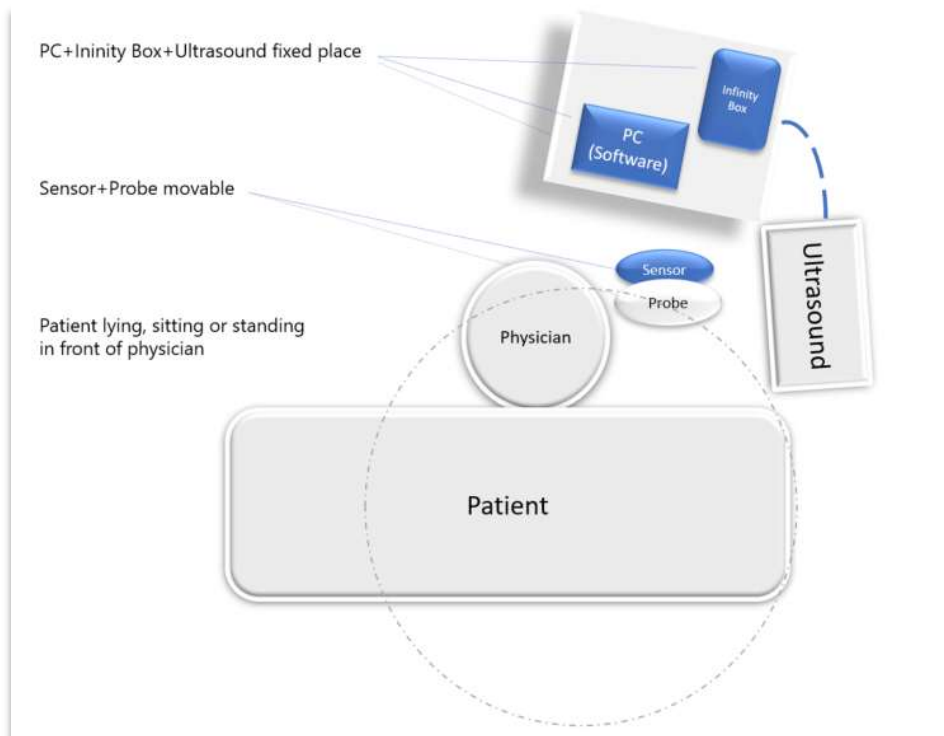 PC+Ininity Box+Ultrasound fixed place
Infinity
Box
PC
(Software)
Sensor+Probe movable
Ultrasound
Sensor
Probe
Physician
Patient lying, sitting or standing
in front of physician
Patient